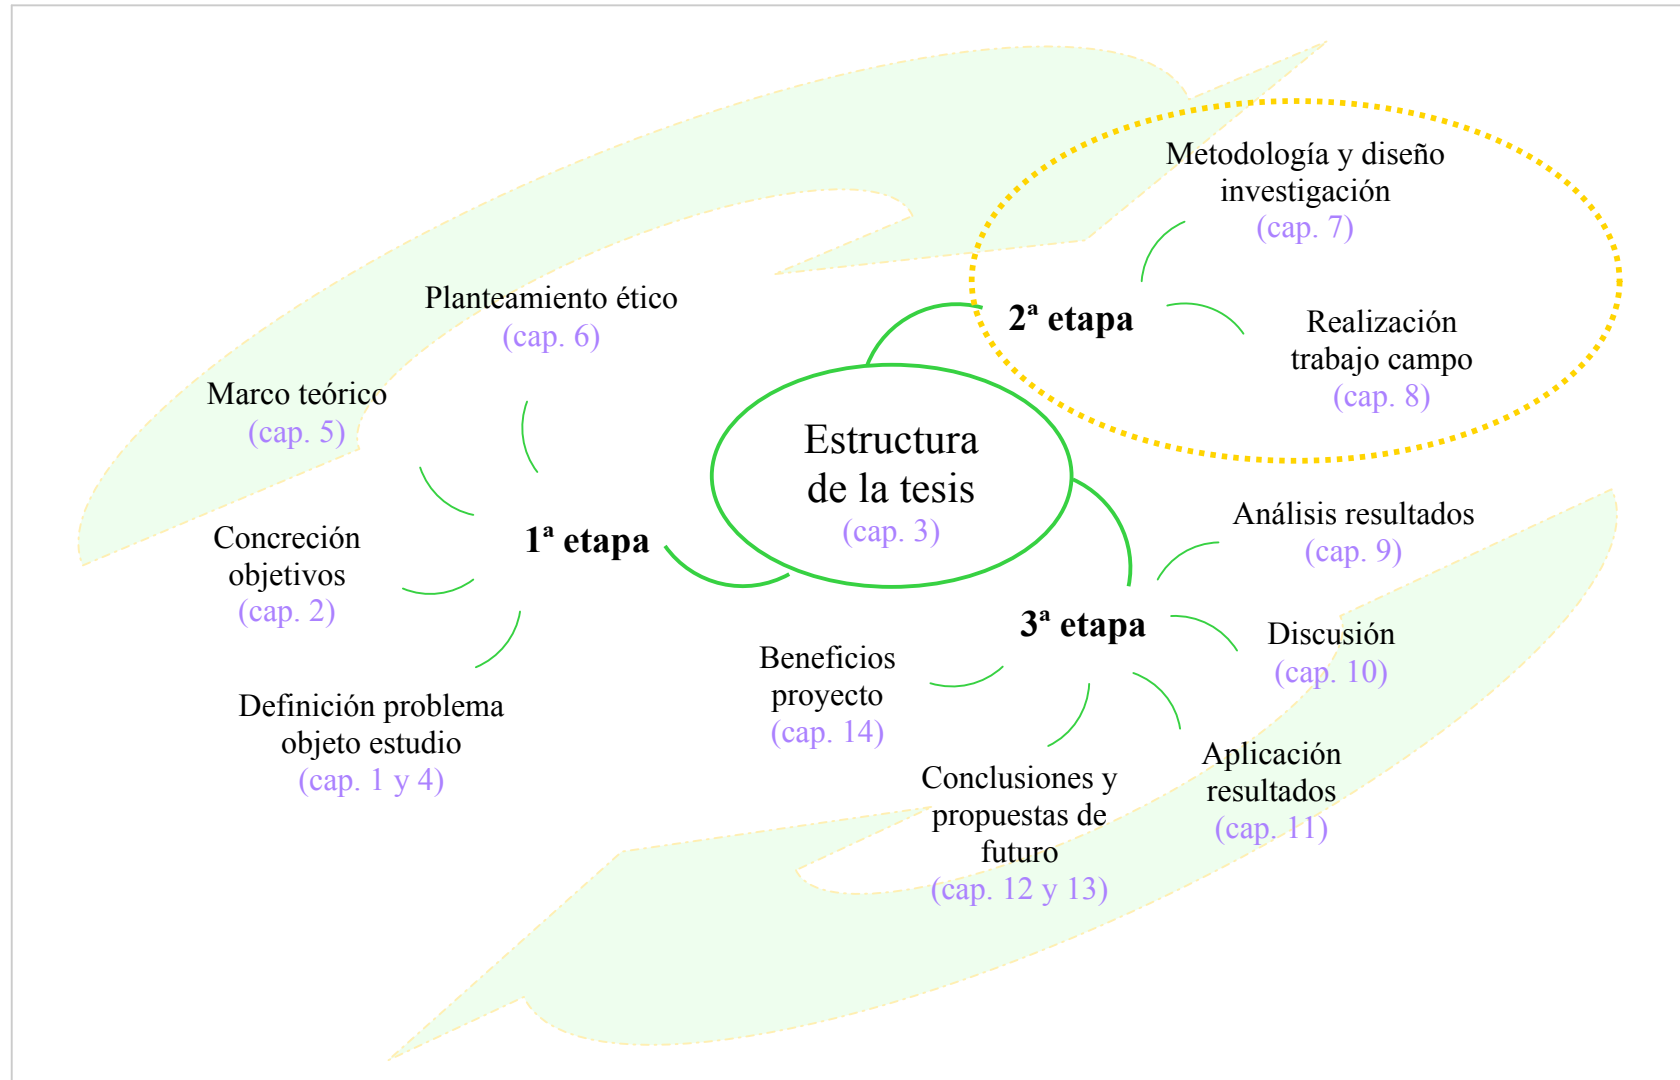 Estructura
de la tesis
(cap. 3)
1ª etapa
Definición problema
objeto estudio
(cap. 1 y 4)
Concreción
objetivos
(cap. 2)
Marco teórico
(cap. 5)
Planteamiento ético
(cap. 6)
2ª etapa
Metodología y diseño
investigación
(cap. 7)
Realización
trabajo campo
(cap. 8)
3ª etapa
Análisis resultados
(cap. 9)
Discusión
(cap. 10)
Aplicación
resultados
(cap. 11)
Conclusiones y
propuestas de
futuro
(cap. 12 y 13)
Beneficios
proyecto
(cap. 14)